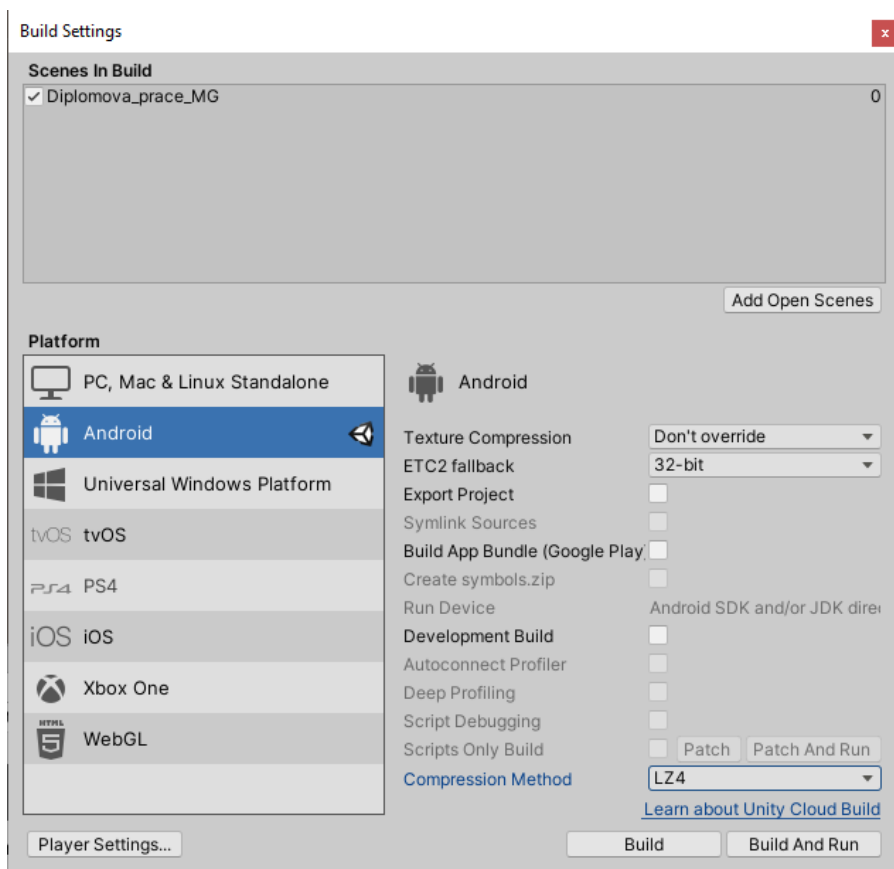 Build Settings
x
Scenes In Build
Diplomova_prace_MG 0
Add Open Scenes
Platform
PC, Mac & Linux Standalone
Android
Universal Windows Platform
tvOS tvOS
PS4 PS4
iOS iOS
Xbox One
HTML
5
WebGL
Android
Texture Compression Don't override
ETC2 fallback 32-bit
Export Project
Symlink Sources
Build App Bundle (Google Play)
Create symbols.zip
Run Device Android SDK and/or JDK dire
Development Build
Autoconnect Profiler
Deep Profiling
Script Debugging
Scripts Only Build Patch Patch And Run
Compression Method LZ4
Learn about Unity Cloud Build
Player Settings... Build Build And Run